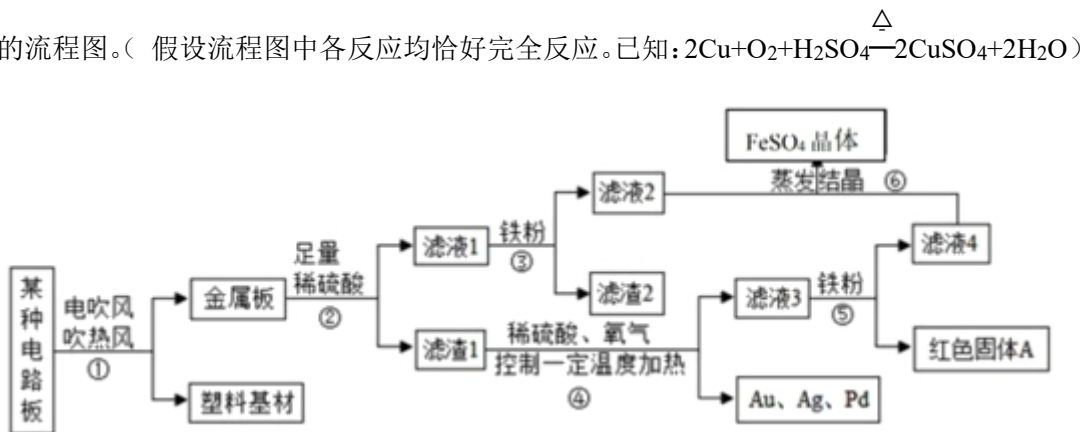 △
的流程图。( 假设流程图中各反应均恰好完全反应。已知:2Cu+O₂+H₂SO₄═2CuSO₄+2H₂O)
FeSO₄晶体
滤液2
蒸发结晶 ⑥
滤液1
铁粉
③
滤液4
足量
稀硫酸
②
某种电路板
电吹风
吹热风
①
金属板
滤渣2
滤液3
铁粉
⑤
滤渣1
稀硫酸、氧气
控制一定温度加热
④
红色固体A
塑料基材
Au、Ag、Pd